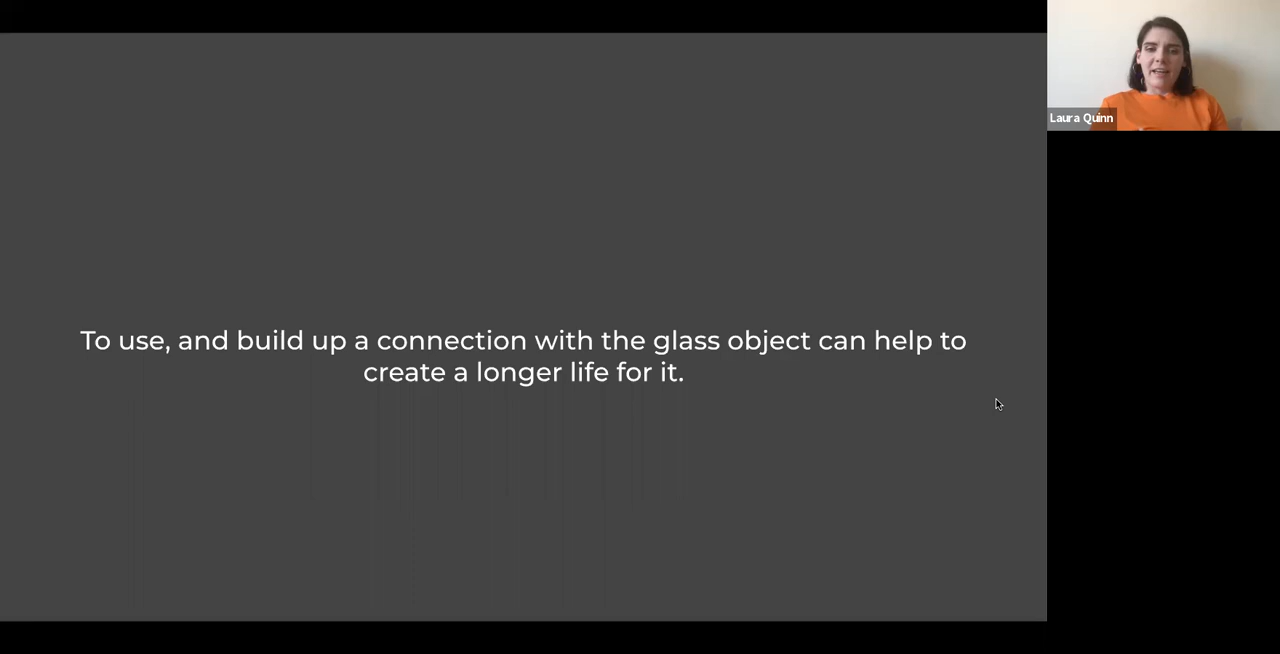 Laura Quinn
To use, and build up a connection with the glass object can help to
create a longer life for it.